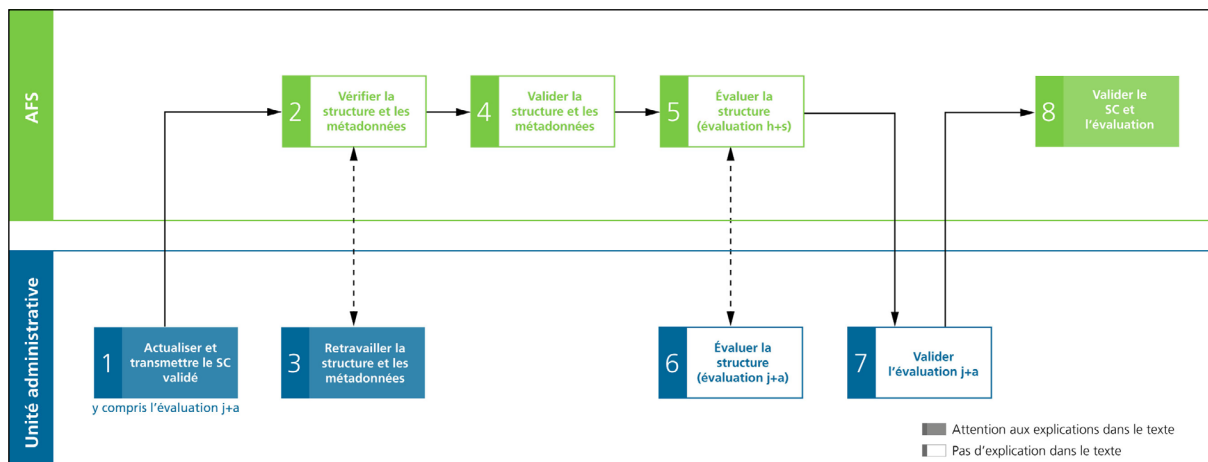 AFS
2
Vérifier la
structure et les
métadonnées
4
Valider la
structure et les
métadonnées
5
Évaluer la
structure
(évaluation h+s)
8
Valider le
SC et
l'évaluation
Unité administrative
1
Actualiser et
transmettre le SC
validé
y compris l'évaluation j+a
3
Retravailler la
structure et les
métadonnées
6
Évaluer la
structure
(évaluation j+a)
7
Valider
l'évaluation j+a
Attention aux explications dans le texte
Pas d'explication dans le texte